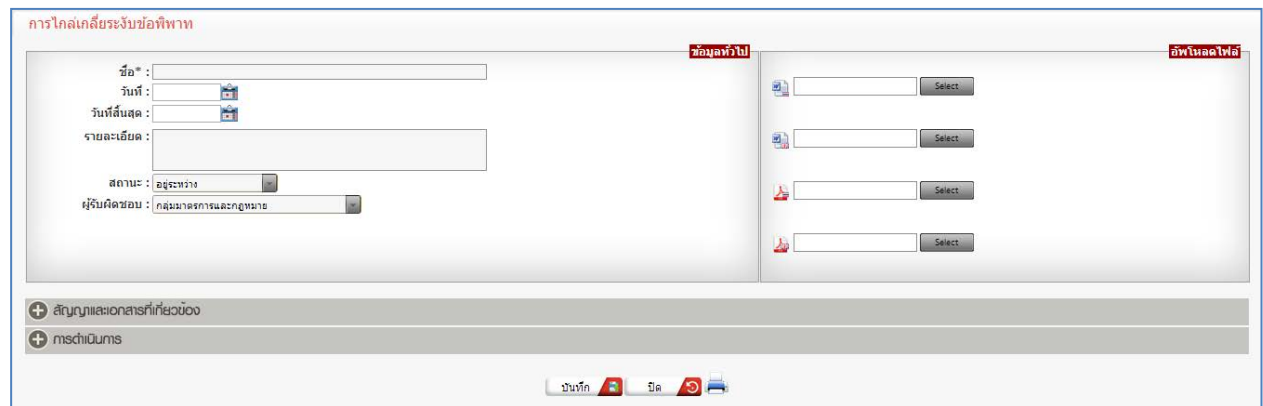 การไกล่เกลี่ยระงับข้อพิพาท
ข้อมูลทั่วไป
ชื่อ* :
วันที่ :
วันที่สิ้นสุด :
รายละเอียด :
สถานะ : อยู่ระหว่าง
ผู้รับผิดชอบ : กลุ่มมาตรการและกฎหมาย
อัพโหลดไฟล์
Select
Select
Select
Select
สัญญาและเอกสารที่เกี่ยวข้อง
การดำเนินการ
บันทึก ปิด